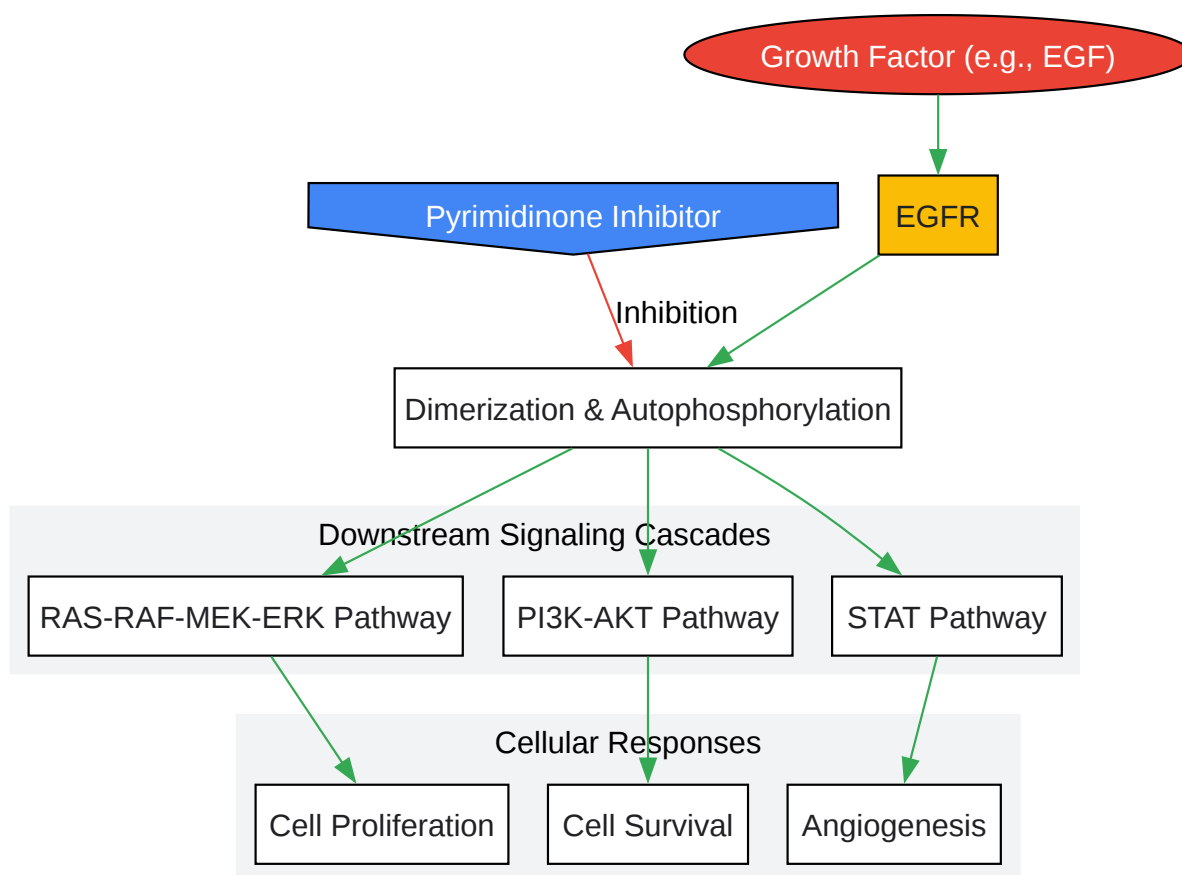 Growth Factor (e.g., EGF)
Pyrimidinone Inhibitor
EGFR
Inhibition
Dimerization & Autophosphorylation
Downstream Signaling Cascades
RAS-RAF-MEK-ERK Pathway
PI3K-AKT Pathway
STAT Pathway
Cellular Responses
Cell Proliferation
Cell Survival
Angiogenesis